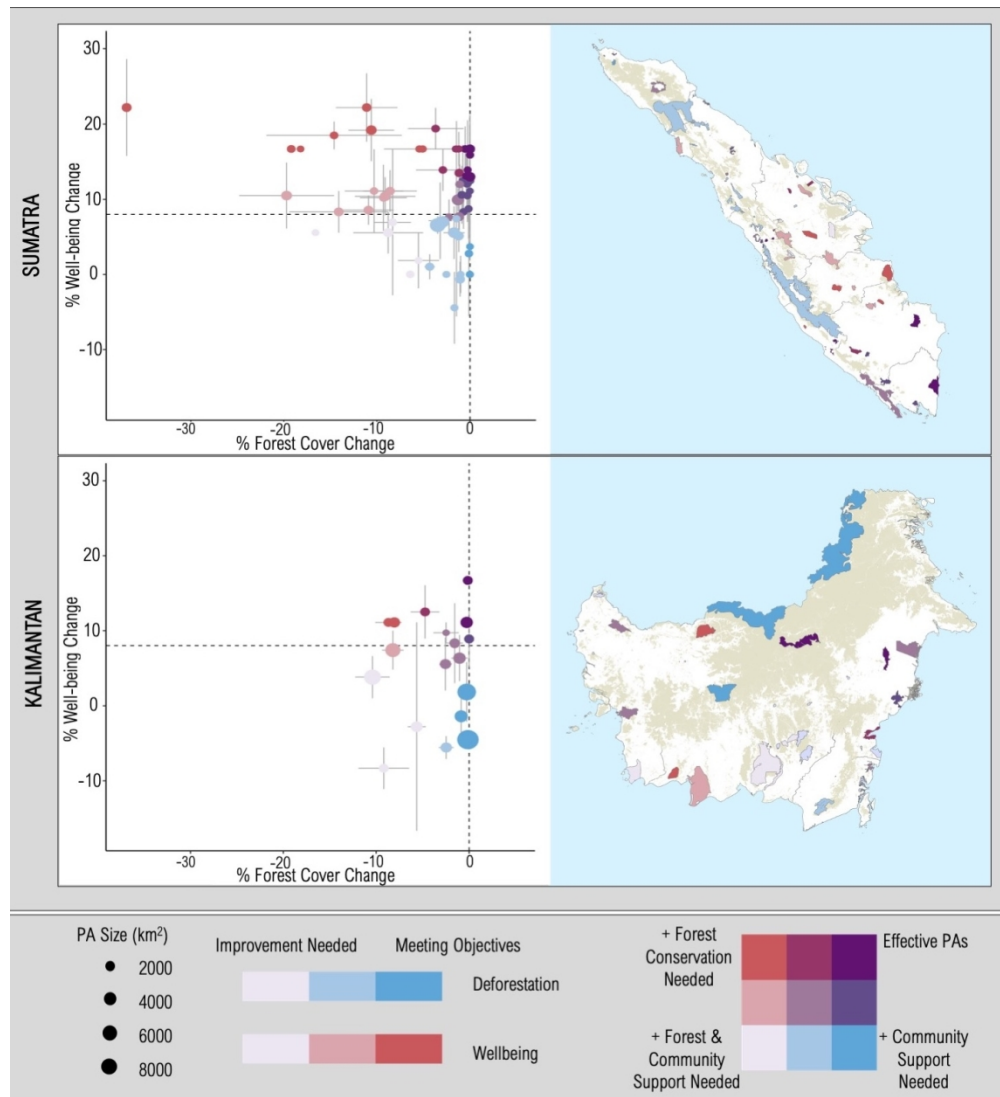 SUMATRA
% Well-being Change
30
20
10
0
-10
-30
-20
-10
0
% Forest Cover Change
KALIMANTAN
% Well-being Change
30
20
10
0
-10
-30
-20
-10
0
% Forest Cover Change
PA Size (km²)
2000
4000
6000
8000
Improvement Needed
Meeting Objectives
Deforestation
Wellbeing
+ Forest
Conservation
Needed
Effective PAs
+ Forest &
Community
Support Needed
+ Community
Support
Needed